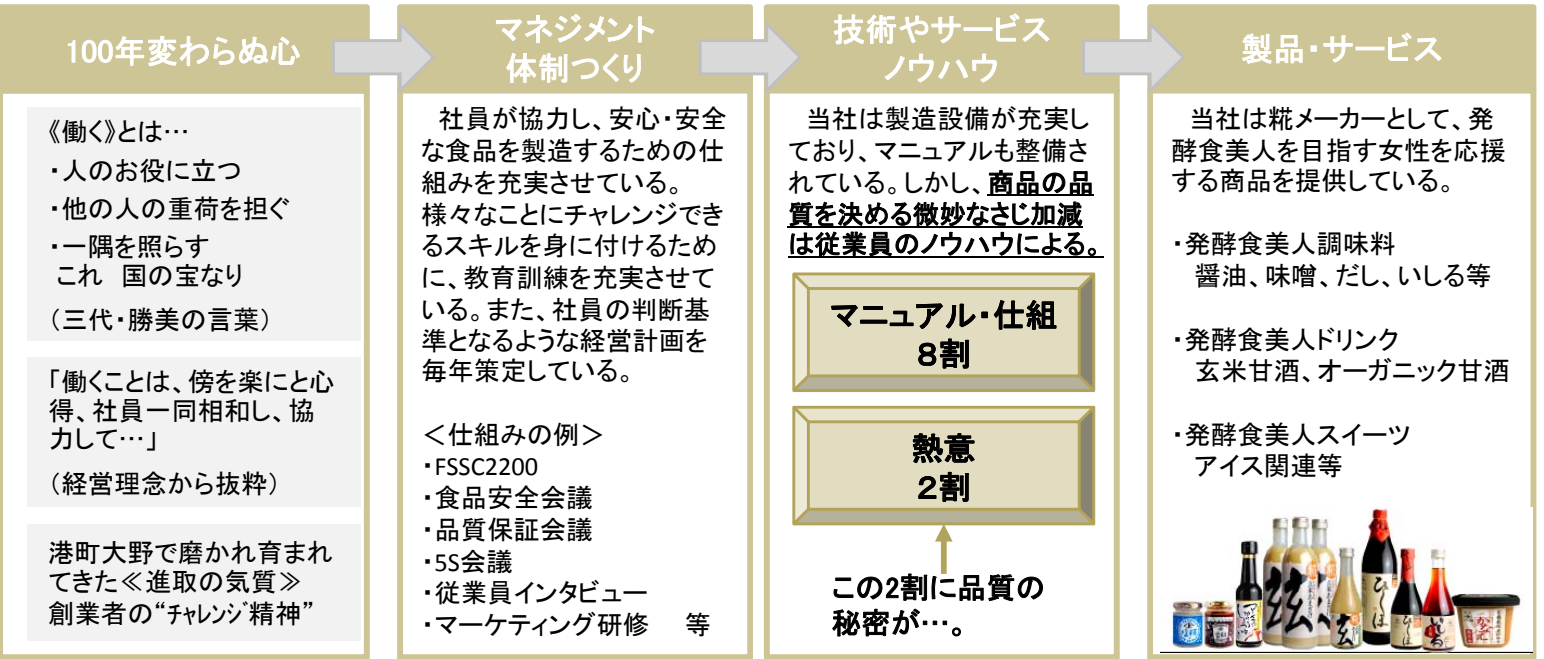 100年変わらぬ心
《働く》とは…
・人のお役に立つ
・他の人の重荷を担ぐ
・一隅を照らす
これ　国の宝なり
（三代・勝美の言葉）
「働くことは、傍を楽にと心
得、社員一同相和し、協
力して…」
（経営理念から抜粋）
港町大野で磨かれ育まれ
てきた≪進取の気質≫
創業者の“ﾁｬﾚﾝｼﾞ精神”
マネジメント
体制つくり
社員が協力し、安心・安全
な食品を製造するための仕
組みを充実させている。
様々なことにチャレンジでき
るスキルを身に付けるため
に、教育訓練を充実させて
いる。また、社員の判断基
準となるような経営計画を
毎年策定している。
＜仕組みの例＞
・FSSC2200
・食品安全会議
・品質保証会議
・5S会議
・従業員インタビュー
・マーケティング研修　等
技術やサービス
ノウハウ
当社は製造設備が充実し
ており、マニュアルも整備さ
れている。しかし、商品の品
質を決める微妙なさじ加減
は従業員のノウハウによる。
マニュアル・仕組
８割
熱意
２割
この2割に品質の
秘密が…。
製品・サービス
当社は糀メーカーとして、発
酵食美人を目指す女性を応援
する商品を提供している。
・発酵食美人調味料
醤油、味噌、だし、いしる等
・発酵食美人ドリンク
玄米甘酒、オーガニック甘酒
・発酵食美人スイーツ
アイス関連等
玄
玄
ひしほ
ひしほ